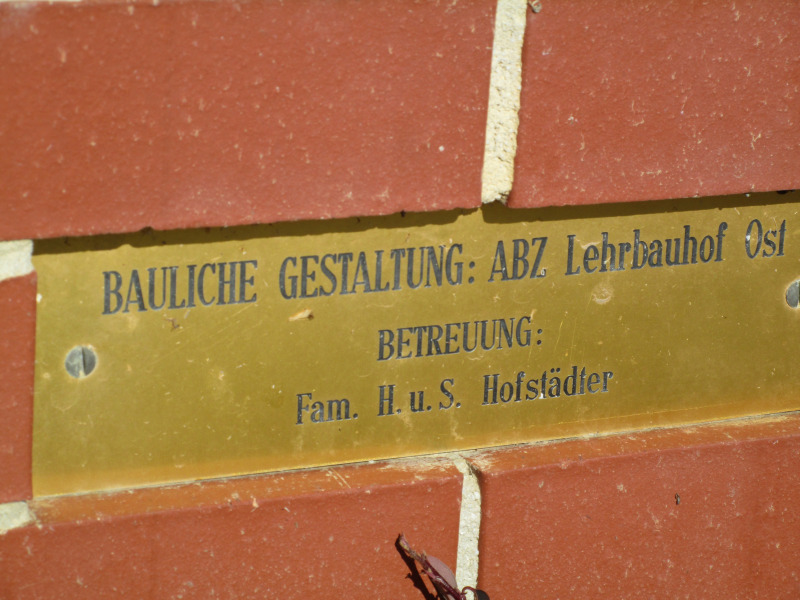 BAULICHE GESTALTUNG: ABZ Lehrbauhof Ost
BETREUUNG:
Fam. H. u. S. Hofstädter